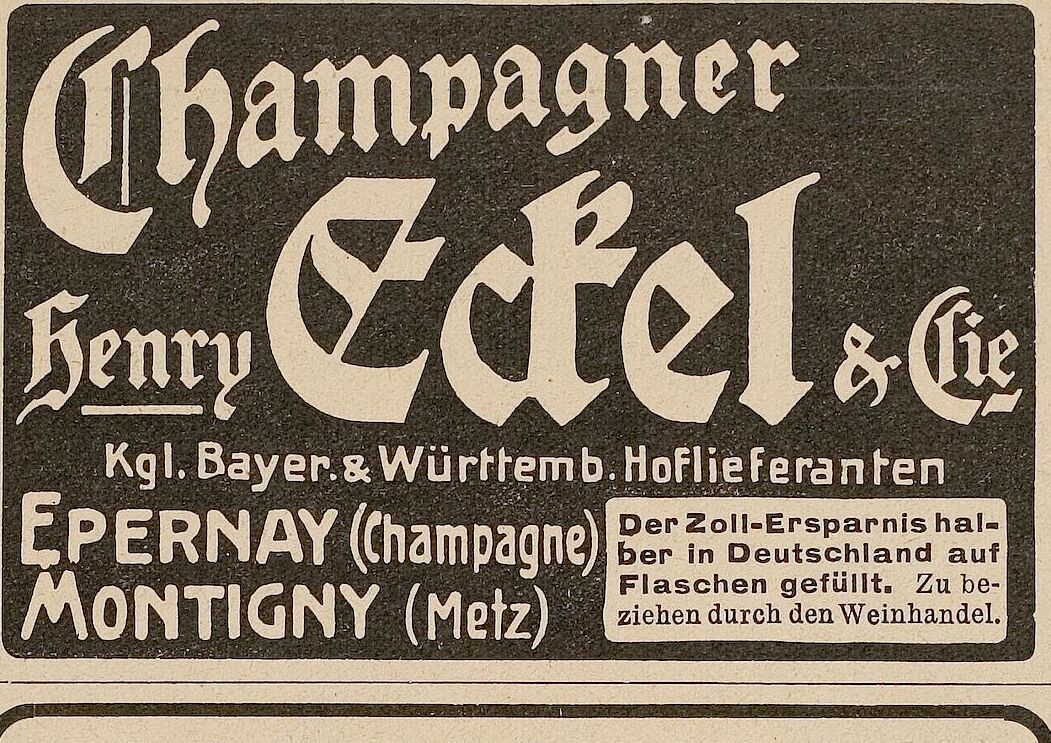 Champagner
Henry Eckel & Cie
Kgl. Bayer. & Württemb. Hoflieferanten
EPERNAY (Champagne)
MONTIGNY (Metz)
Der Zoll-Ersparnis hal-
ber in Deutschland auf
Flaschen gefüllt. Zu be-
ziehen durch den Weinhandel.